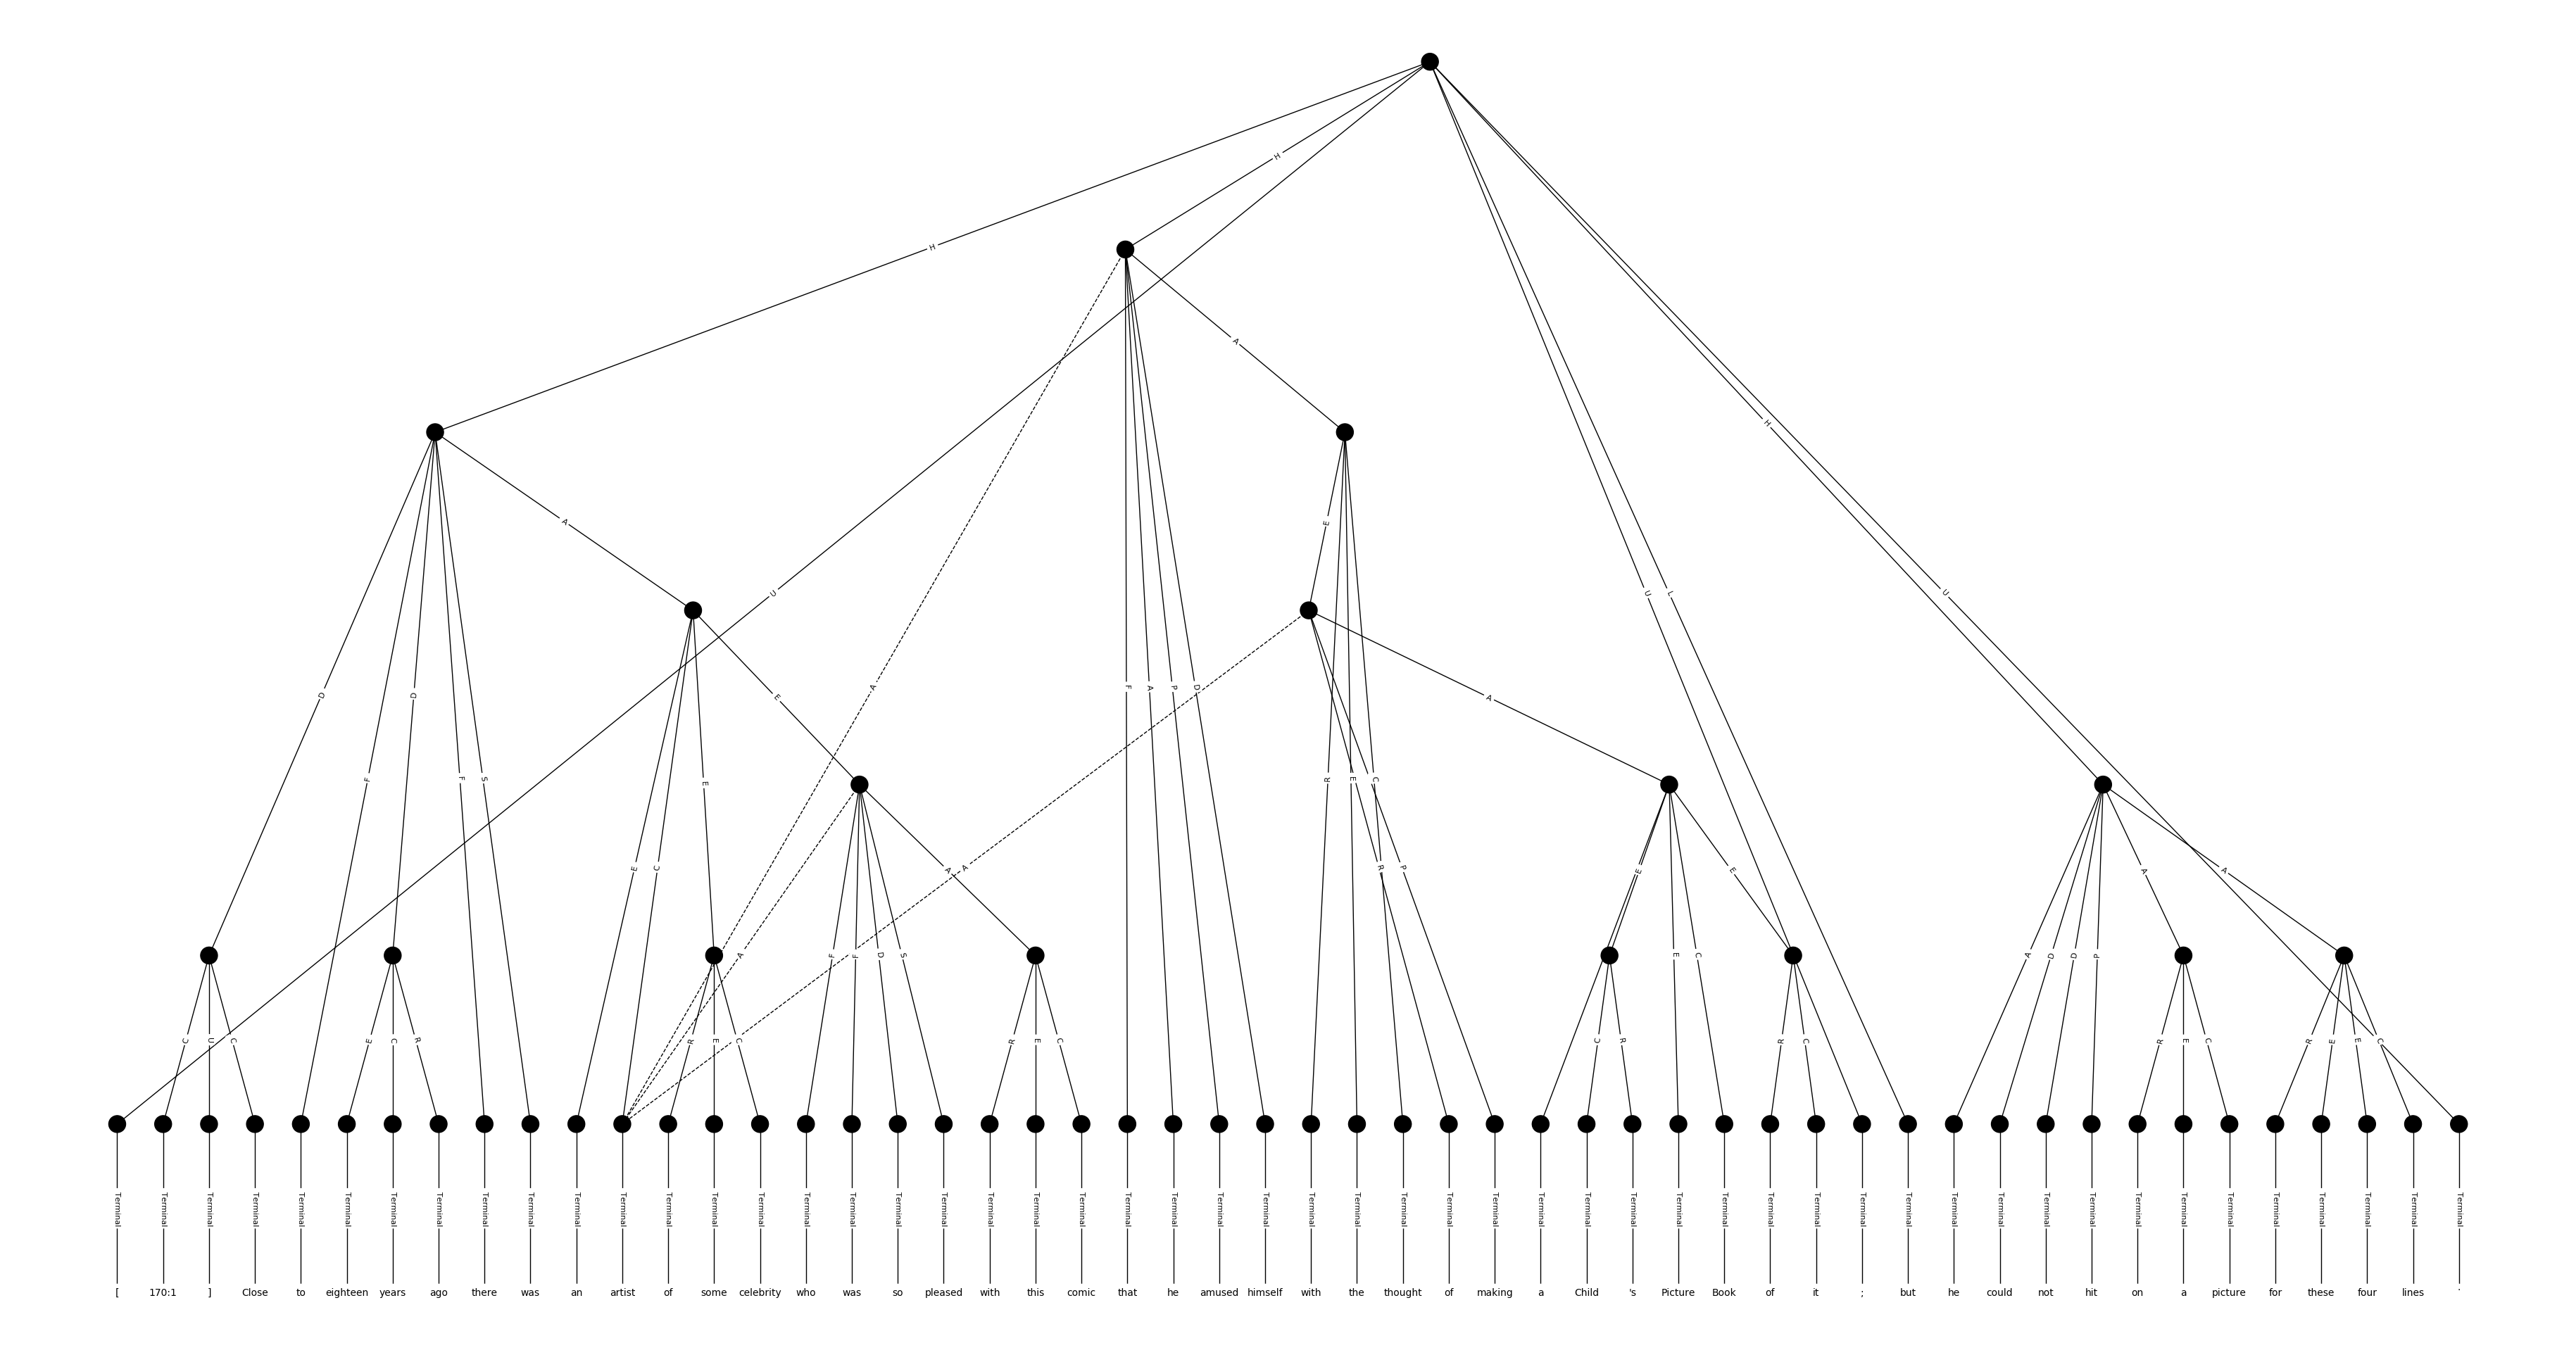 H
H
A
H
A
E
U
U
L
U
D
D
A
A
F
A
P
D
E
A
F
F
S
E
R
E
C
E
C
A
A
R
P
E
E
A
A
A
F
F
D
S
E
C
A
D
D
P
C
U
C
E
C
R
R
E
C
R
E
C
C
R
R
C
R
E
C
R
E
E
C
Terminal Terminal Terminal Terminal Terminal Terminal Terminal Terminal Terminal Terminal Terminal Terminal Terminal Terminal Terminal Terminal Terminal Terminal Terminal Terminal Terminal Terminal Terminal Terminal Terminal Terminal Terminal Terminal Terminal Terminal Terminal Terminal Terminal Terminal Terminal Terminal Terminal Terminal Terminal Terminal Terminal Terminal Terminal Terminal Terminal Terminal Terminal Terminal Terminal Terminal Terminal Terminal
[ 170:1 ] Close to eighteen years ago there was an artist of some celebrity who was so pleased with this comic that he amused himself with the thought of making a Child 's Picture Book of it ; but he could not hit on a picture for these four lines